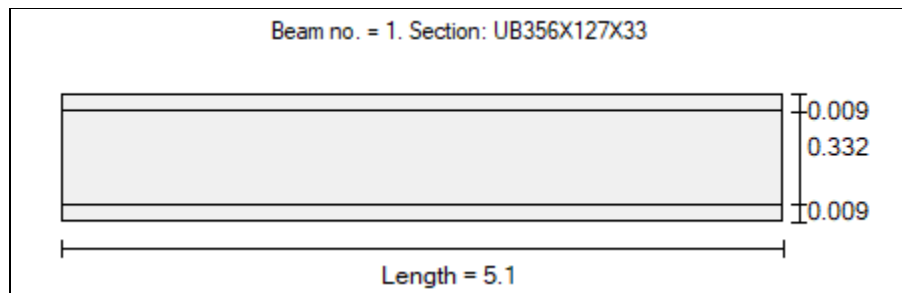 Beam no. = 1. Section: UB356X127X33
0.009
0.332
0.009
Length = 5.1